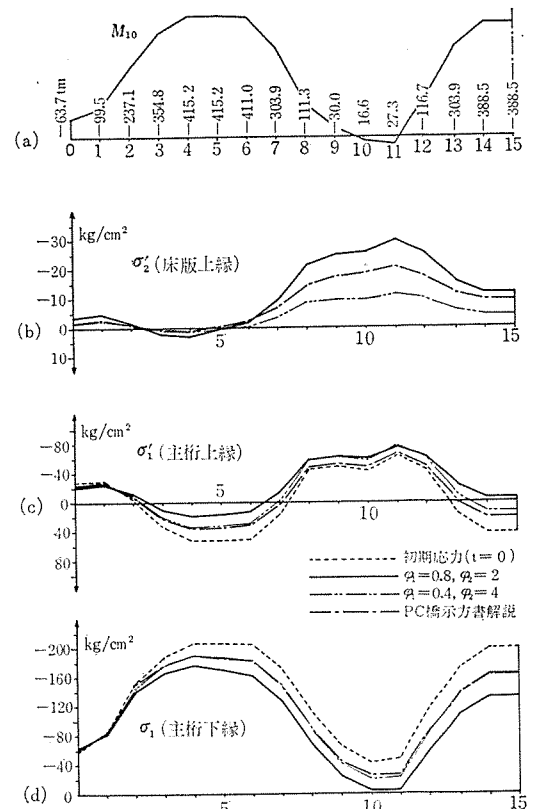 M₁₀
−63.7 tm
−99.5
−237.1
−354.8
−415.2
−415.2
−411.0
−303.9
−111.3
−30.0
16.6
27.3
−116.7
−303.9
−388.5
−388.5
(a)
0 1 2 3 4 5 6 7 8 9 10 11 12 13 14 15
kg/cm²
−30
−20
−10
0
10
σ′₂ (床版上縁)
5 10 15
(b)
kg/cm²
−80
−40
0
40
80
σ′₁ (主桁上縁)
5
10
(c)
初期応力(t=0)
φ₁=0.8, φ₂=2
φ₁=0.4, φ₂=4
PC橋示方書解説
kg/cm²
−200
−160
−120
−80
−40
0
σ₁ (主桁下縁)
5 10 15
(d)